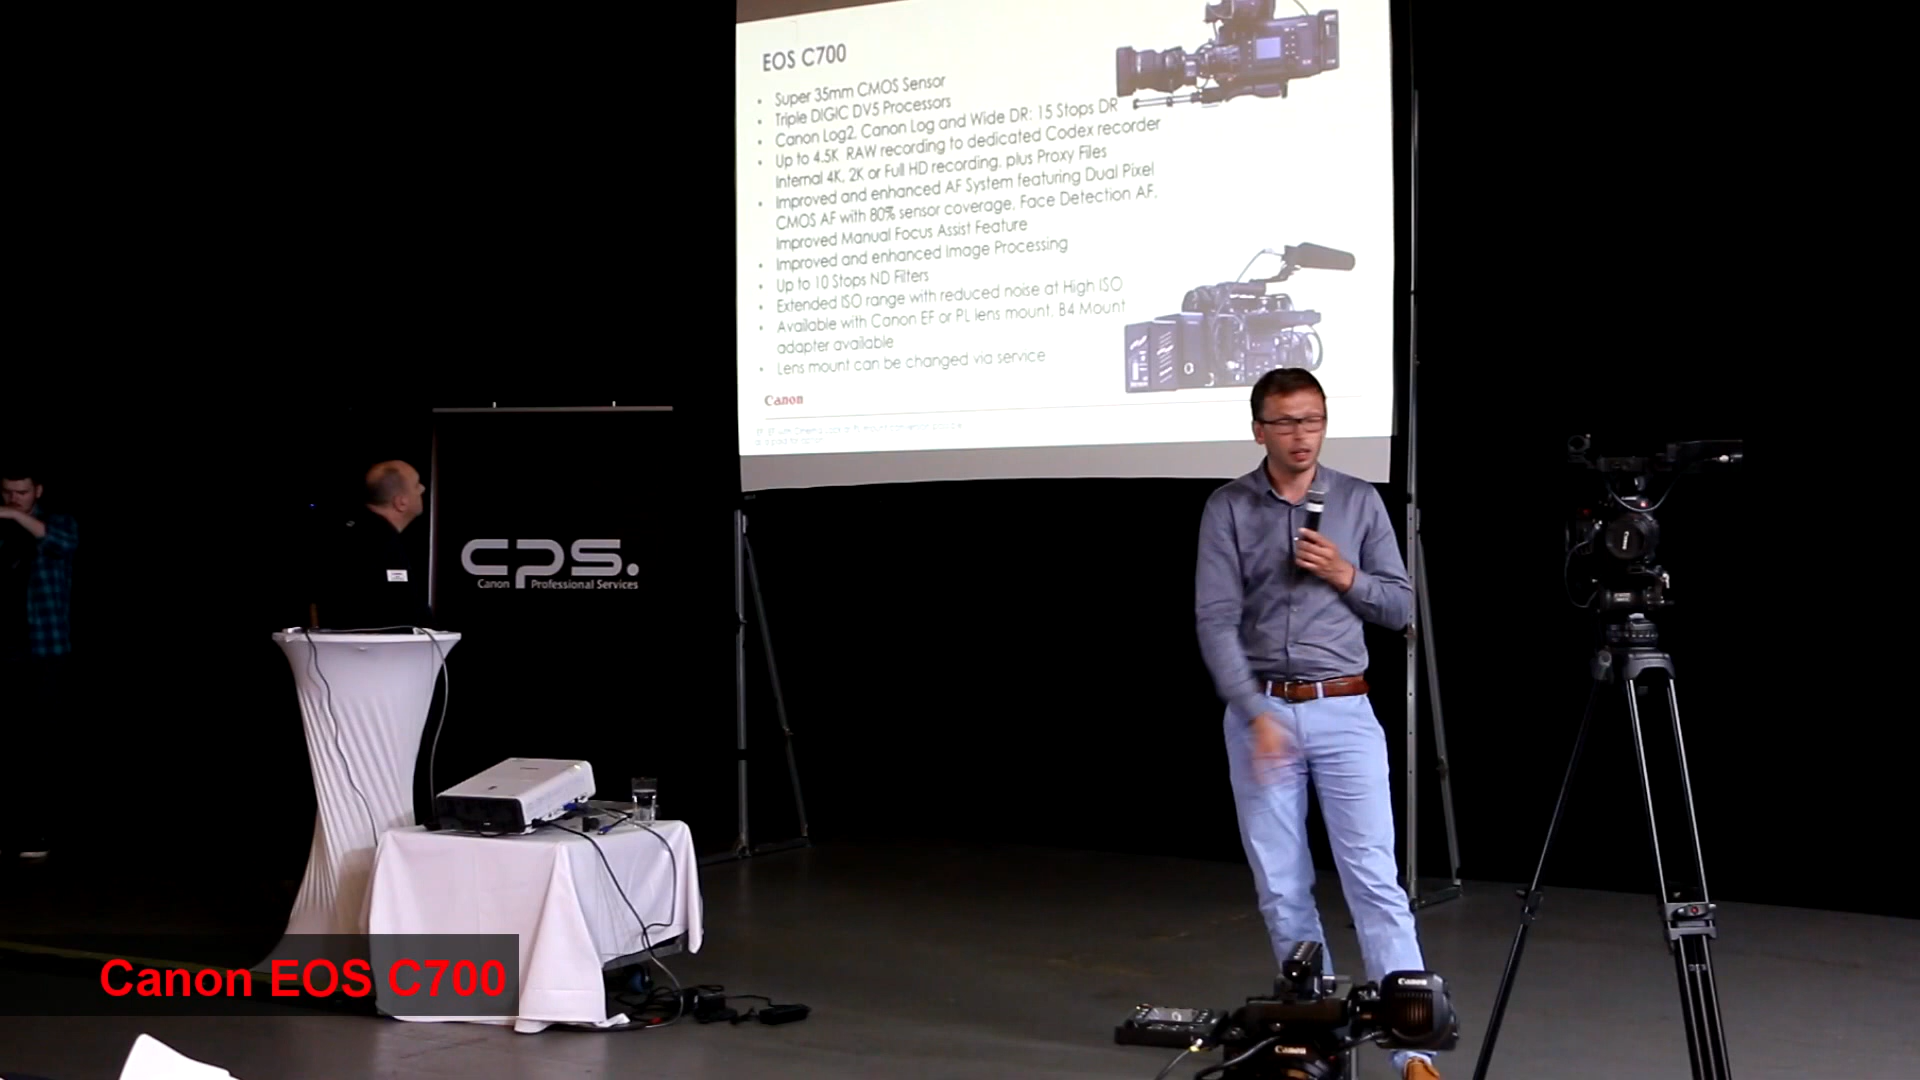 EOS C700
• Super 35mm CMOS Sensor
• Triple DIGIC DV5 Processors
• Canon Log2, Canon Log and Wide DR: 15 Stops DR
• Up to 4.5K RAW recording to dedicated Codex recorder
Internal 4K, 2K or Full HD recording, plus Proxy Files
• Improved and enhanced AF System featuring Dual Pixel
CMOS AF with 80% sensor coverage, Face Detection AF,
Improved Manual Focus Assist Feature
• Improved and enhanced Image Processing
• Up to 10 Stops ND Filters
• Extended ISO range with reduced noise at High ISO
• Available with Canon EF or PL lens mount, B4 Mount
adapter available
• Lens mount can be changed via service
Canon
CPS.
Canon Professional Services
Canon EOS C700
Canon
Canon